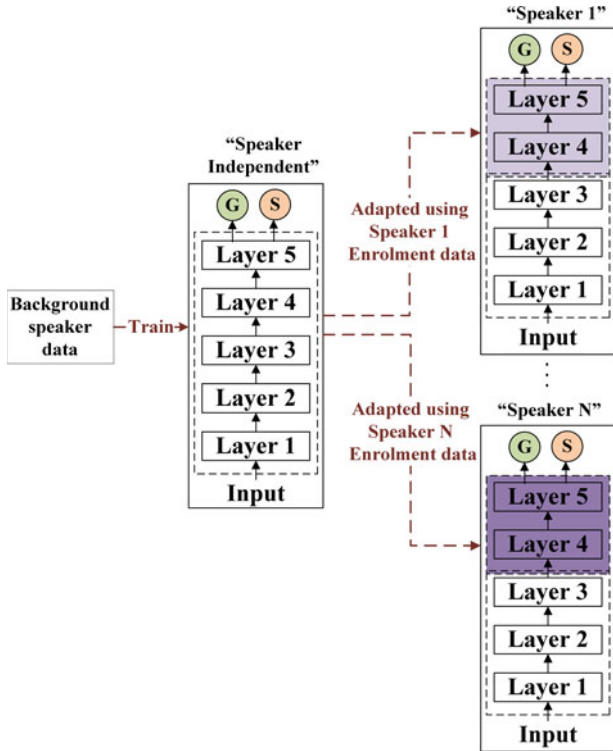 Background
speaker
data
Train
“Speaker
Independent”
G S
Layer 5
Layer 4
Layer 3
Layer 2
Layer 1
Input
Adapted using
Speaker 1
Enrolment data
Adapted using
Speaker N
Enrolment data
“Speaker 1”
G S
Layer 5
Layer 4
Layer 3
Layer 2
Layer 1
Input
“Speaker N”
G S
Layer 5
Layer 4
Layer 3
Layer 2
Layer 1
Input